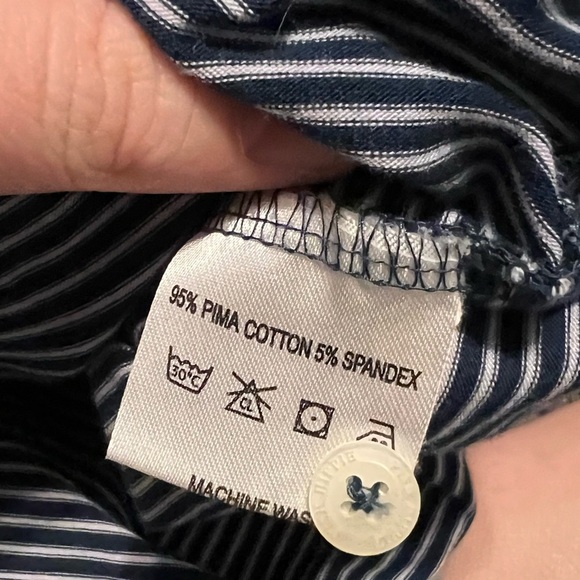 95% PIMA COTTON 5% SPANDEX
30°C
CL
MACHINE WAS